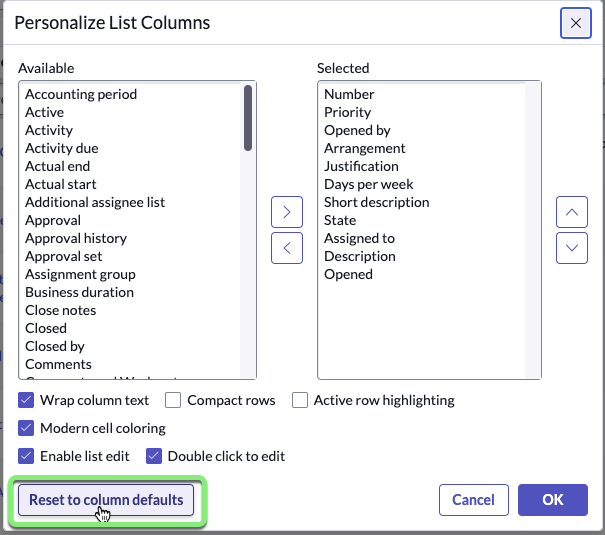 Personalize List Columns
Available
Accounting period
Active
Activity
Activity due
Actual end
Actual start
Additional assignee list
Approval
Approval history
Approval set
Assignment group
Business duration
Close notes
Closed
Closed by
Comments
Selected
Number
Priority
Opened by
Arrangement
Justification
Days per week
Short description
State
Assigned to
Description
Opened
Wrap column text Compact rows Active row highlighting
Modern cell coloring
Enable list edit Double click to edit
Reset to column defaults Cancel OK